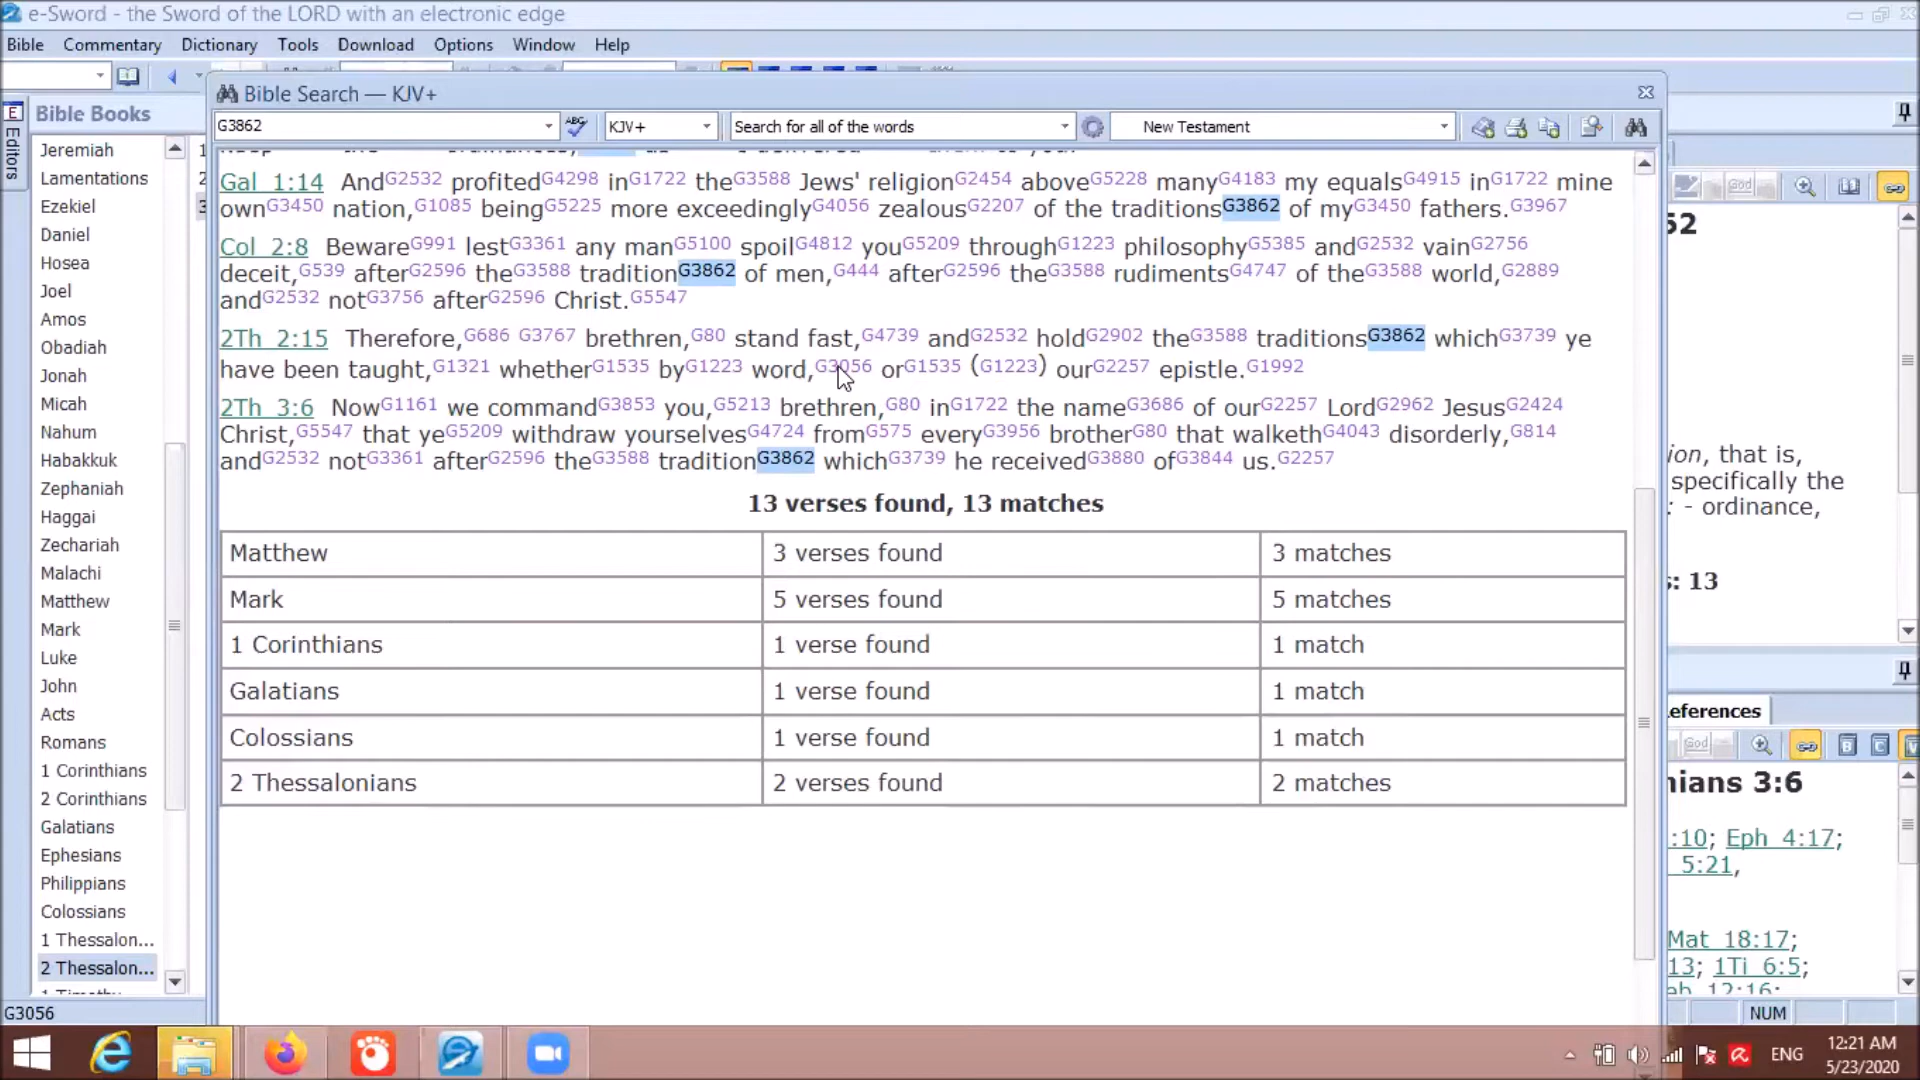 e-Sword - the Sword of the LORD with an electronic edge
Bible Commentary Dictionary Tools Download Options Window Help
Bible Search — KJV+
G3862 ABC KJV+ Search for all of the words New Testament
Editors
Bible Books
Jeremiah
Lamentations
Ezekiel
Daniel
Hosea
Joel
Amos
Obadiah
Jonah
Micah
Nahum
Habakkuk
Zephaniah
Haggai
Zechariah
Malachi
Matthew
Mark
Luke
John
Acts
Romans
1 Corinthians
2 Corinthians
Galatians
Ephesians
Philippians
Colossians
1 Thessalon...
2 Thessalon...
Gal 1:14 AndG2532 profitedG4298 inG1722 theG3588 Jews' religionG2454 aboveG5228 manyG4183 my equalsG4915 inG1722 mine
ownG3450 nation,G1085 beingG5225 more exceedinglyG4056 zealousG2207 of the traditionsG3862 of myG3450 fathers.G3967
Col 2:8 BewareG991 lestG3361 any manG5100 spoilG4812 youG5209 throughG1223 philosophyG5385 andG2532 vainG2756
deceit,G539 afterG2596 theG3588 traditionG3862 of men,G444 afterG2596 theG3588 rudimentsG4747 of theG3588 world,G2889
andG2532 notG3756 afterG2596 Christ.G5547
2Th 2:15 Therefore,G686 G3767 brethren,G80 stand fast,G4739 andG2532 holdG2902 theG3588 traditionsG3862 whichG3739 ye
have been taught,G1321 whetherG1535 byG1223 word,G3056 orG1535 (G1223) ourG2257 epistle.G1992
2Th 3:6 NowG1161 we commandG3853 you,G5213 brethren,G80 inG1722 the nameG3686 of ourG2257 LordG2962 JesusG2424
Christ,G5547 that yeG5209 withdraw yourselvesG4724 fromG575 everyG3956 brotherG80 that walkethG4043 disorderly,G814
andG2532 notG3361 afterG2596 theG3588 traditionG3862 whichG3739 he receivedG3880 ofG3844 us.G2257
13 verses found, 13 matches
Matthew 3 verses found 3 matches
Mark 5 verses found 5 matches
1 Corinthians 1 verse found 1 match
Galatians 1 verse found 1 match
Colossians 1 verse found 1 match
2 Thessalonians 2 verses found 2 matches
God
ion, that is,
specifically the
: - ordinance,
: 13
eferences
God
ians 3:6
:10; Eph 4:17;
5:21,
Mat 18:17;
13; 1Ti 6:5;
12:16;
G3056 NUM
ENG
12:21 AM
5/23/2020